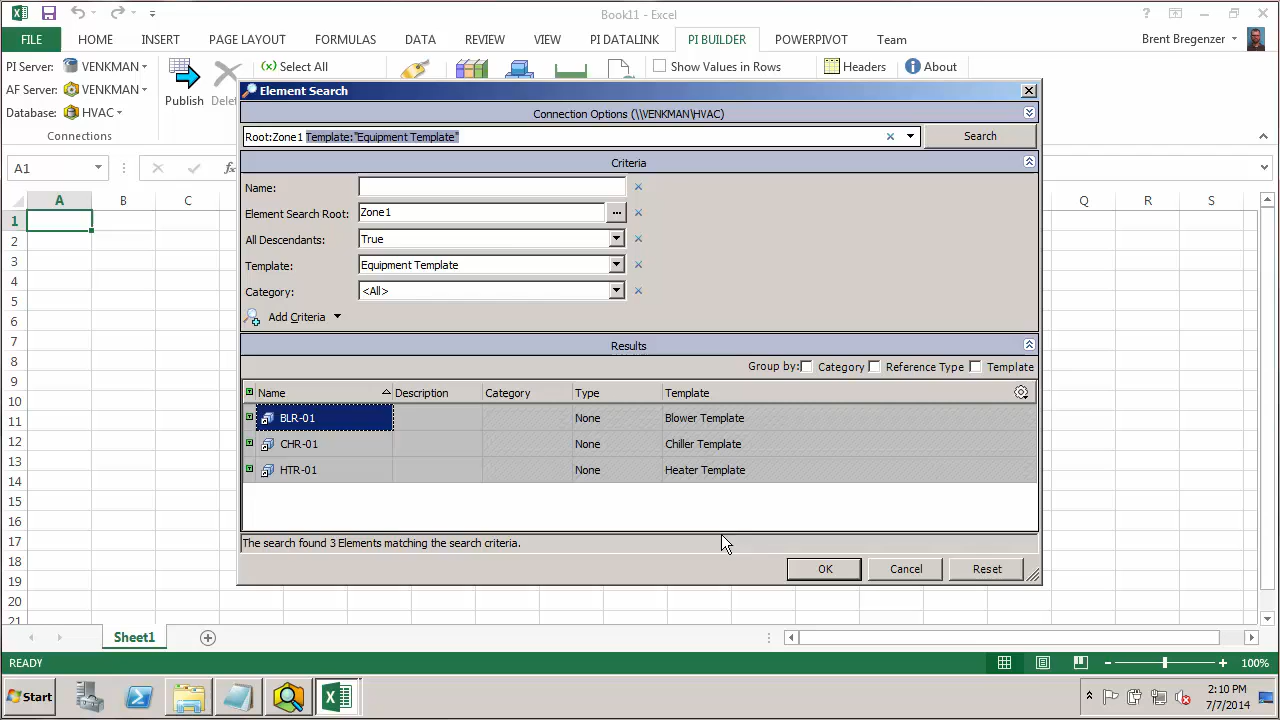 Book11 - Excel
FILE HOME INSERT PAGE LAYOUT FORMULAS DATA REVIEW VIEW PI DATALINK PI BUILDER POWERPIVOT Team Brent Bregenzer
PI Server: VENKMAN
AF Server: VENKMAN
Database: HVAC
Connections
Publish
Select All
Show Values in Rows
Headers
About
Element Search
Connection Options (\\VENKMAN\HVAC)
Root:Zone1 Template:"Equipment Template" Search
Criteria
Name:
Element Search Root: Zone1 ...
All Descendants: True
Template: Equipment Template
Category: <All>
Add Criteria
Results
Group by: Category Reference Type Template
Name Description Category Type Template
BLR-01 None Blower Template
CHR-01 None Chiller Template
HTR-01 None Heater Template
The search found 3 Elements matching the search criteria.
OK Cancel Reset
A1 fx
A B C Q R S
1
2
3
4
5
6
7
8
9
10
11
12
13
14
15
16
17
18
19
20
21
Sheet1
READY 100%
Start 2:10 PM
7/7/2014